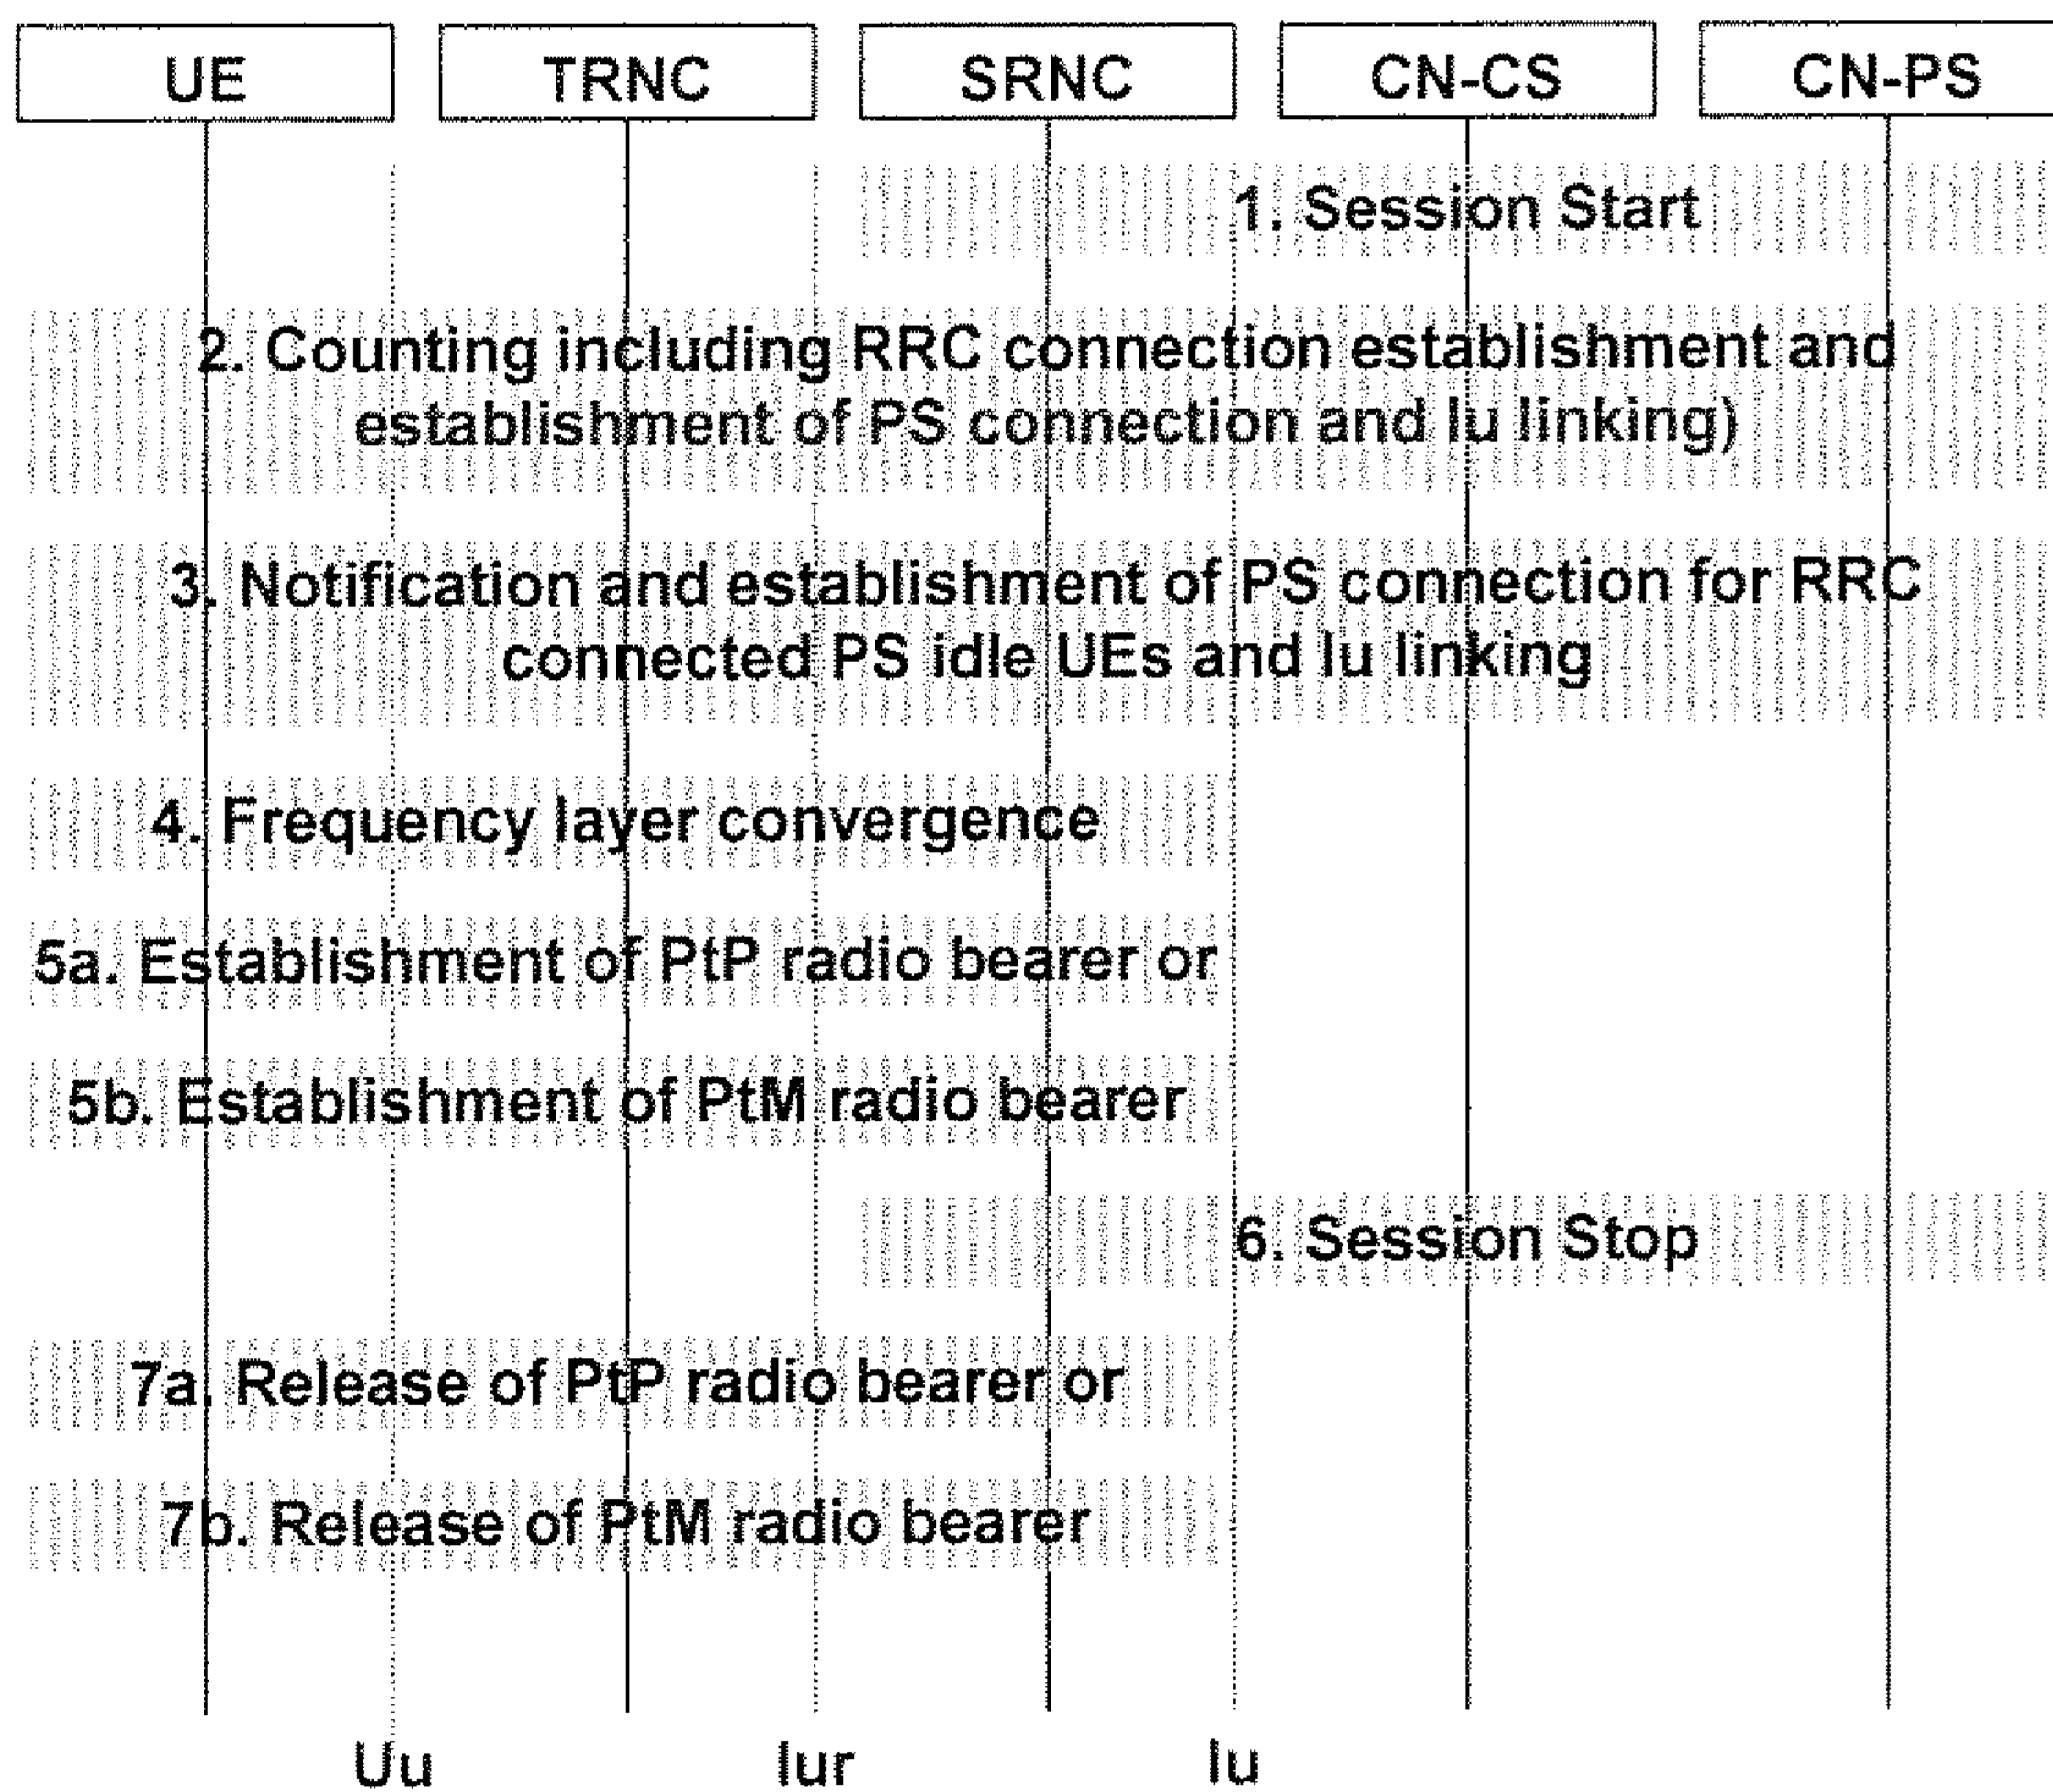 UE TRNC SRNC CN-CS CN-PS
1. Session Start
2. Counting including RRC connection establishment and
establishment of PS connection and Iu linking)
3. Notification and establishment of PS connection for RRC
connected PS idle UEs and Iu linking
4. Frequency layer convergence
5a. Establishment of PtP radio bearer or
5b. Establishment of PtM radio bearer
6. Session Stop
7a. Release of PtP radio bearer or
7b. Release of PtM radio bearer
Uu Iur Iu